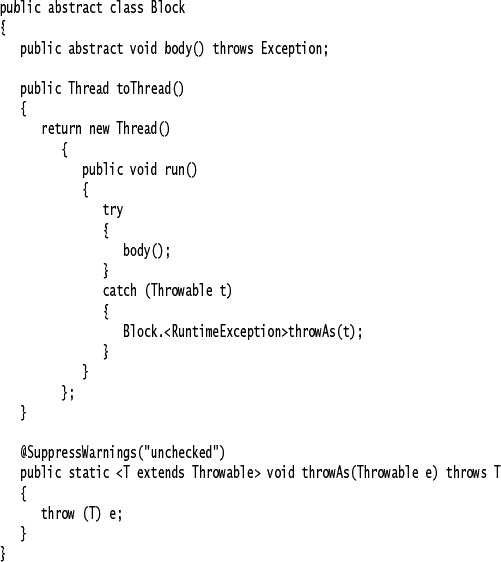 public abstract class Block
{
public abstract void body() throws Exception;
public Thread toThread()
{
return new Thread()
{
public void run()
{
try
{
body();
}
catch (Throwable t)
{
Block.<RuntimeException>throwAs(t);
}
}
};
}
@SuppressWarnings("unchecked")
public static <T extends Throwable> void throwAs(Throwable e) throws T
{
throw (T) e;
}
}